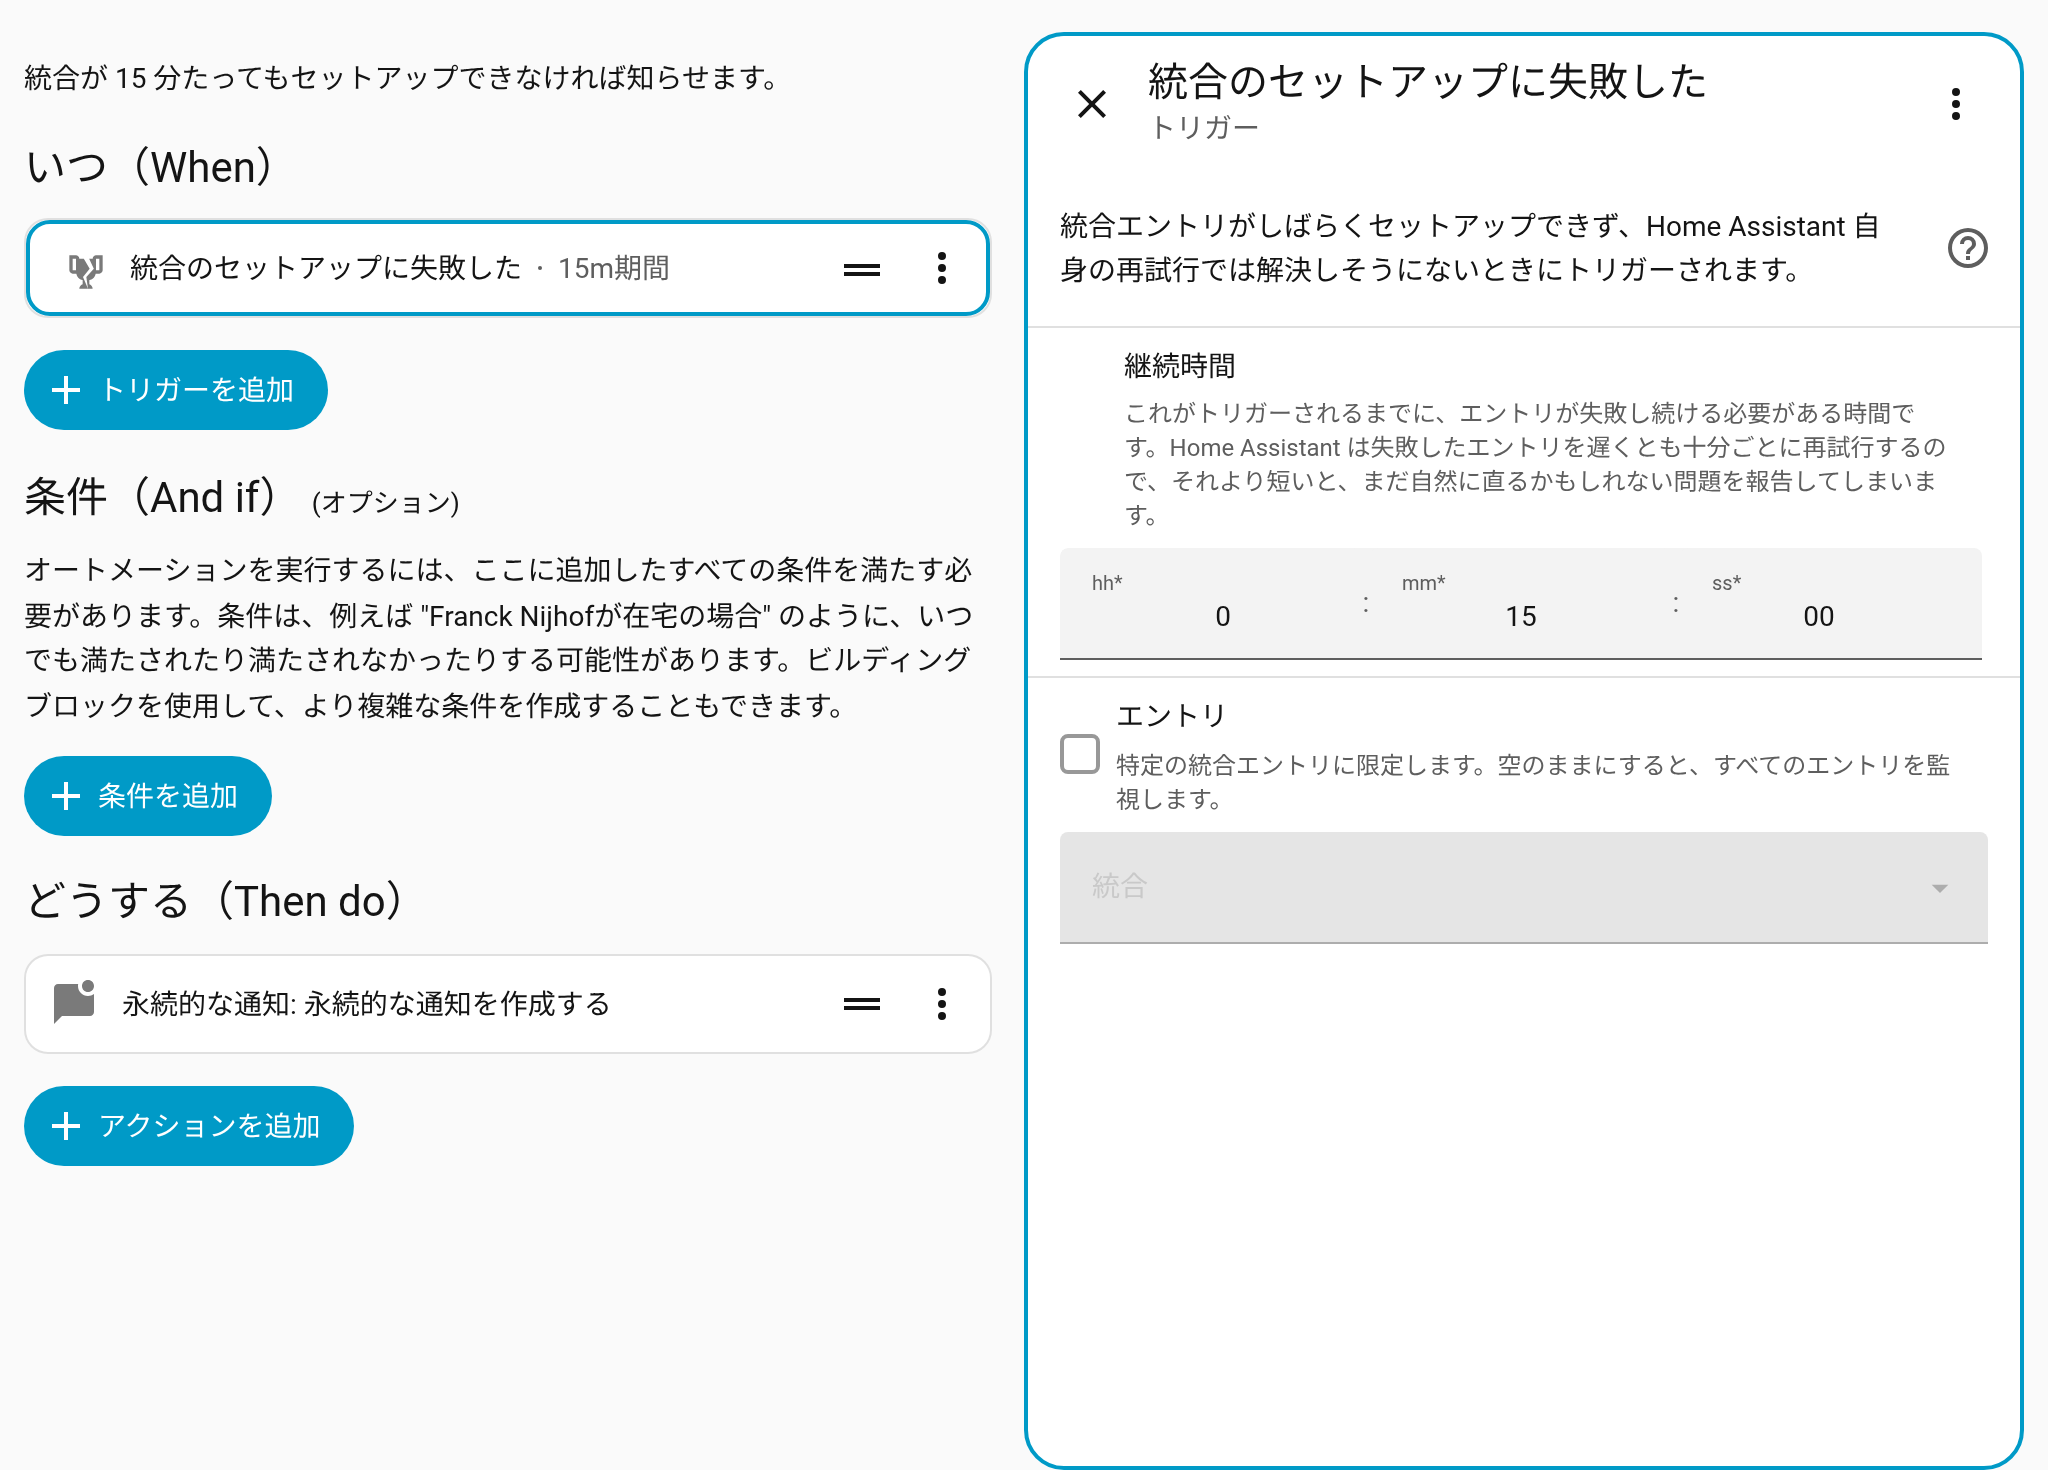 統合が 15 分たってもセットアップできなければ知らせます。
いつ（When）
統合のセットアップに失敗した · 15m期間
トリガーを追加
条件（And if） (オプション)
オートメーションを実行するには、ここに追加したすべての条件を満たす必
要があります。条件は、例えば "Franck Nijhofが在宅の場合" のように、いつ
でも満たされたり満たされなかったりする可能性があります。ビルディング
ブロックを使用して、より複雑な条件を作成することもできます。
条件を追加
どうする（Then do）
永続的な通知: 永続的な通知を作成する
アクションを追加
統合のセットアップに失敗した
トリガー
統合エントリがしばらくセットアップできず、Home Assistant 自
身の再試行では解決しそうにないときにトリガーされます。
継続時間
これがトリガーされるまでに、エントリが失敗し続ける必要がある時間で
す。Home Assistant は失敗したエントリを遅くとも十分ごとに再試行するの
で、それより短いと、まだ自然に直るかもしれない問題を報告してしまいま
す。
hh* mm* ss*
0 : 15 : 00
エントリ
特定の統合エントリに限定します。空のままにすると、すべてのエントリを監
視します。
統合